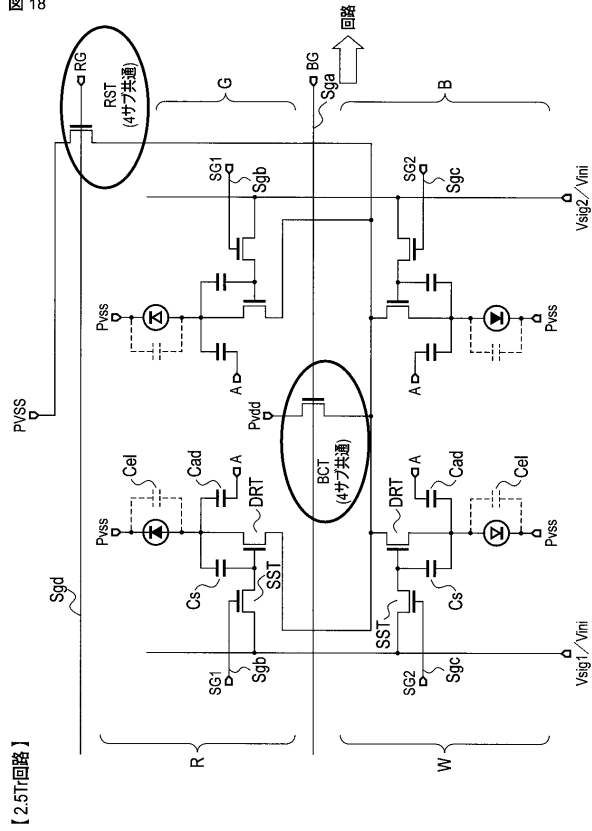 図 18
【 2.5Tr回路 】
PVSS
Sgd
RG
RST
(4サブ共通)
R
G
W
B
Pvss
Cel
Cad
A
Cs
DRT
SST
SG1
Sgb
Pvss
A
SG1
Sgb
Pvdd
BCT
(4サブ共通)
BG
Sga
回路
DRT
A
Cad
Cel
Cs
SST
SG2
Sgc
Pvss
A
SG2
Sgc
Pvss
Vsig1/Vini
Vsig2/Vini